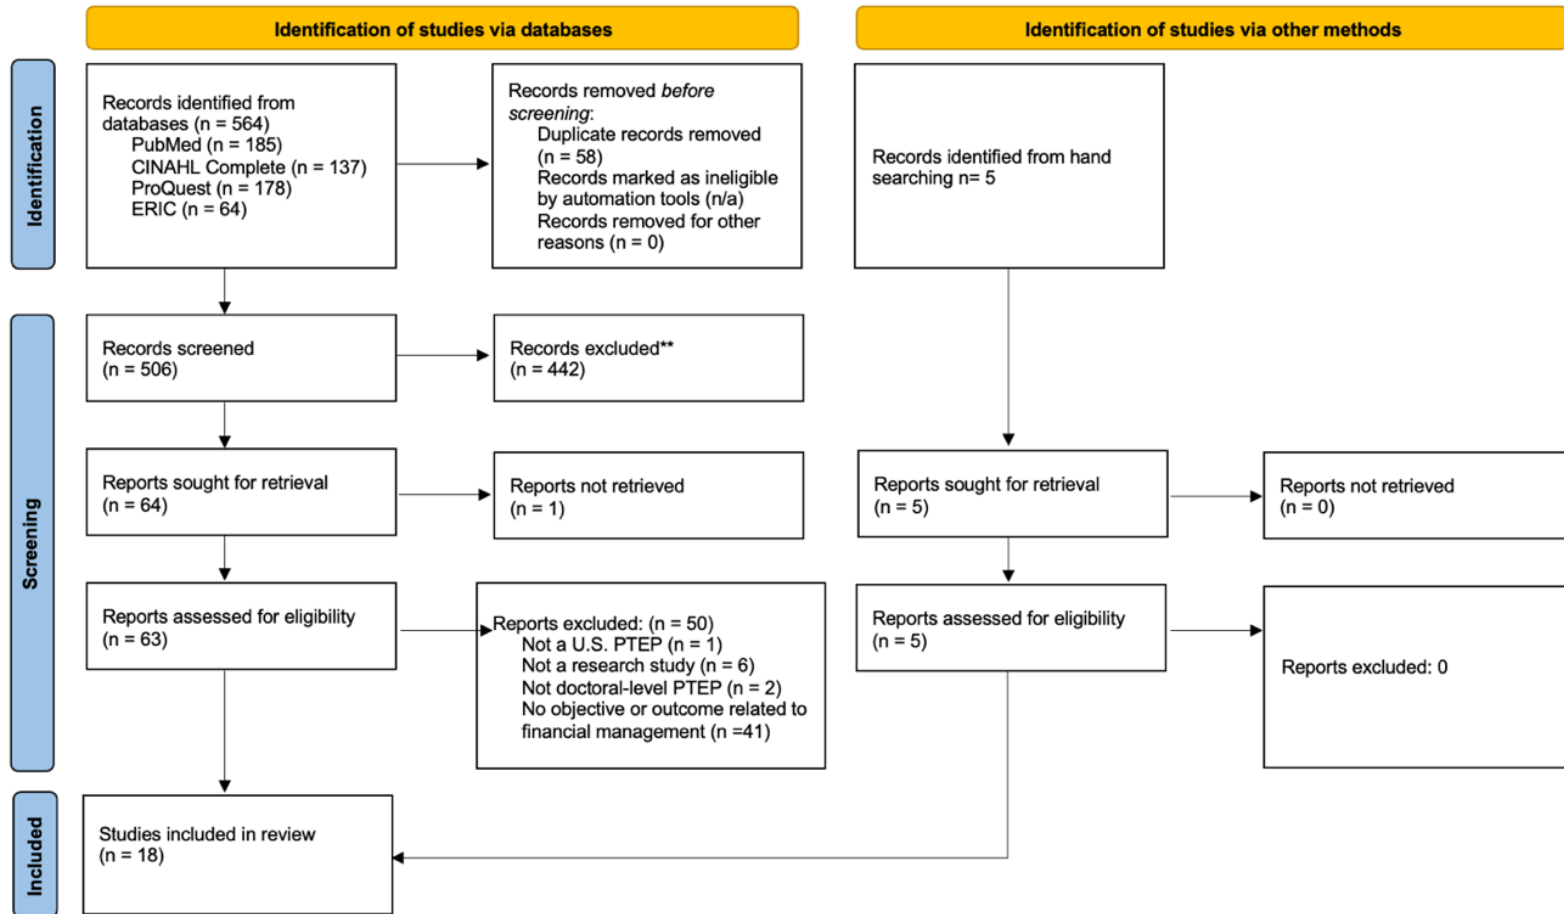 Identification of studies via databases
Identification of studies via other methods
Identification
Records identified from
databases (n = 564)
PubMed (n = 185)
CINAHL Complete (n = 137)
ProQuest (n = 178)
ERIC (n = 64)
Records removed before
screening:
Duplicate records removed
(n = 58)
Records marked as ineligible
by automation tools (n/a)
Records removed for other
reasons (n = 0)
Records identified from hand
searching n= 5
Screening
Records screened
(n = 506)
Records excluded**
(n = 442)
Reports sought for retrieval
(n = 64)
Reports not retrieved
(n = 1)
Reports sought for retrieval
(n = 5)
Reports not retrieved
(n = 0)
Reports assessed for eligibility
(n = 63)
Reports excluded: (n = 50)
Not a U.S. PTEP (n = 1)
Not a research study (n = 6)
Not doctoral-level PTEP (n = 2)
No objective or outcome related to
financial management (n =41)
Reports assessed for eligibility
(n = 5)
Reports excluded: 0
Included
Studies included in review
(n = 18)